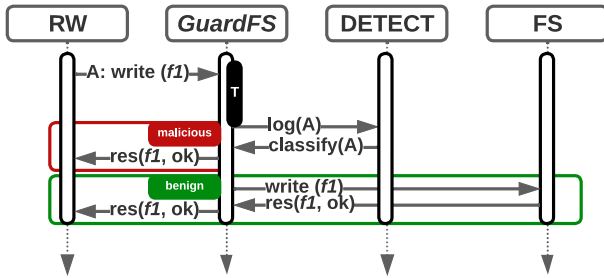 RW GuardFS DETECT FS
A: write (f1)
T
log(A)
malicious classify(A)
res(f1, ok)
benign write (f1)
res(f1, ok) res(f1, ok)